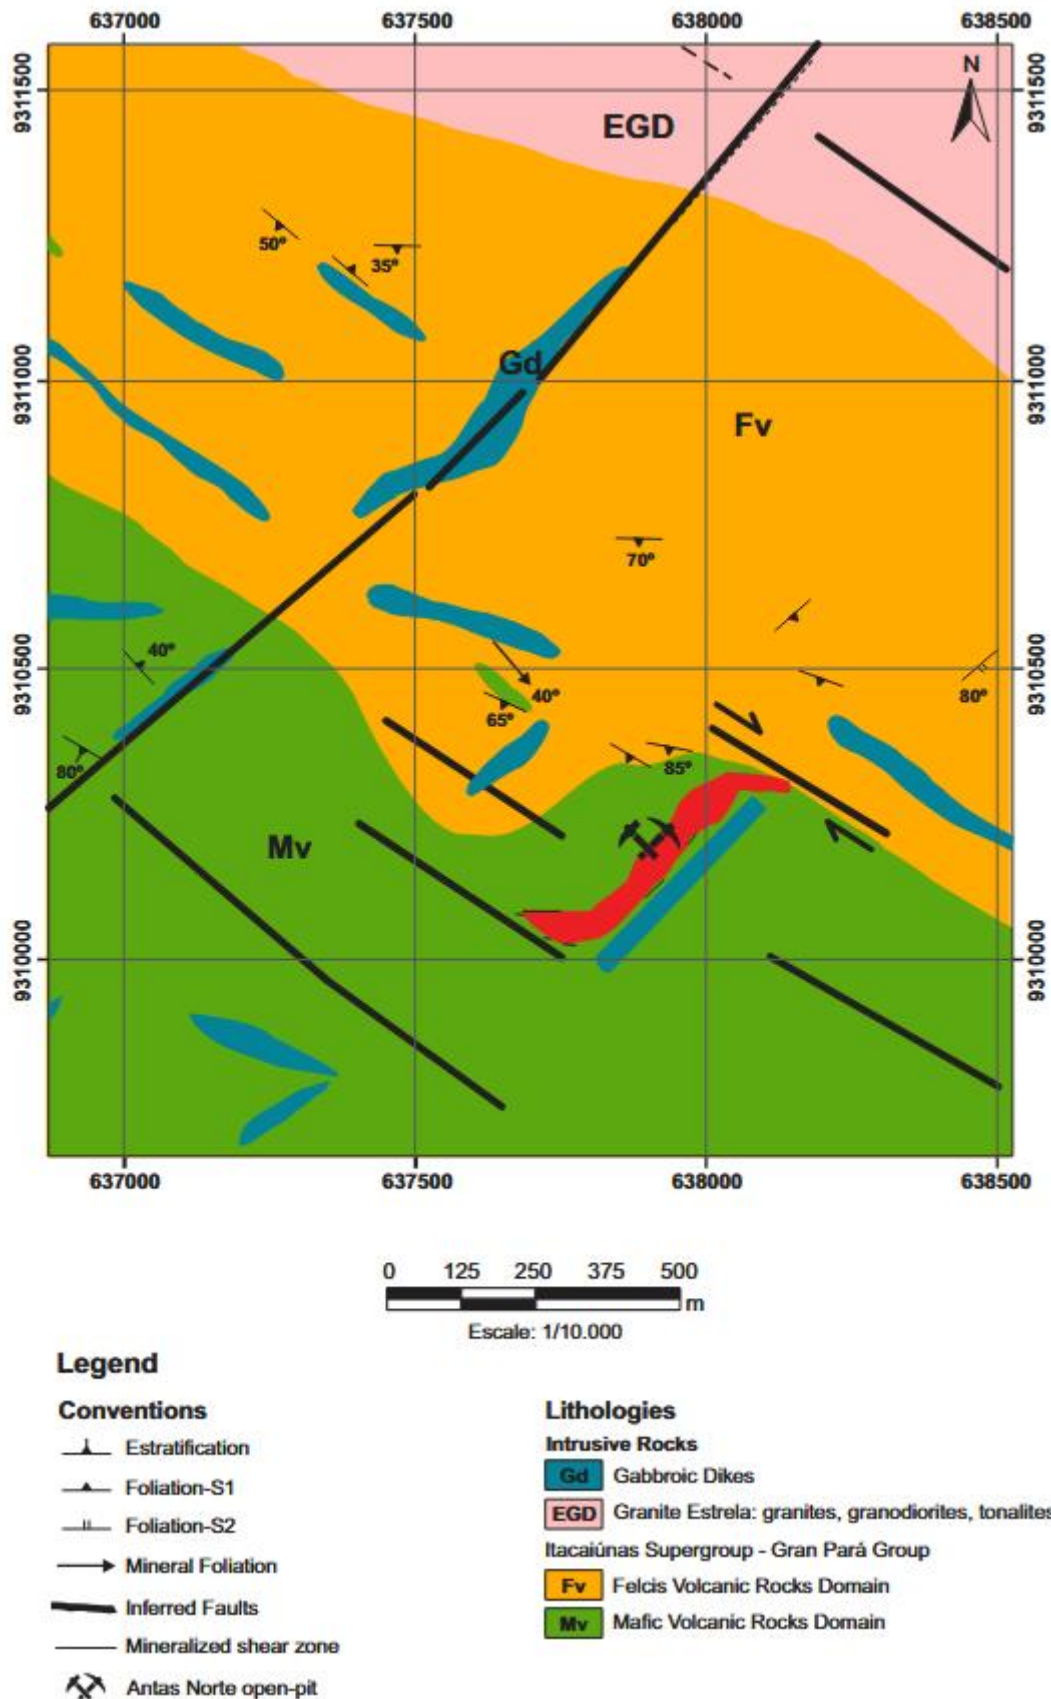 637000 637500 638000 638500
9311500 9311500
N
EGD
50º
35º
Gd
9311000 9311000
Fv
70º
40º
9310500 9310500
40º
80º
65º
80º
85º
Mv
9310000 9310000
637000 637500 638000 638500
0 125 250 375 500
m
Escale: 1/10.000
Legend
Conventions
Estratification
Foliation-S1
Foliation-S2
Mineral Foliation
Inferred Faults
Mineralized shear zone
Antas Norte open-pit
Lithologies
Intrusive Rocks
Gd Gabbroic Dikes
EGD Granite Estrela: granites, granodiorites, tonalites
Itacaiúnas Supergroup - Gran Pará Group
Fv Felcis Volcanic Rocks Domain
Mv Mafic Volcanic Rocks Domain